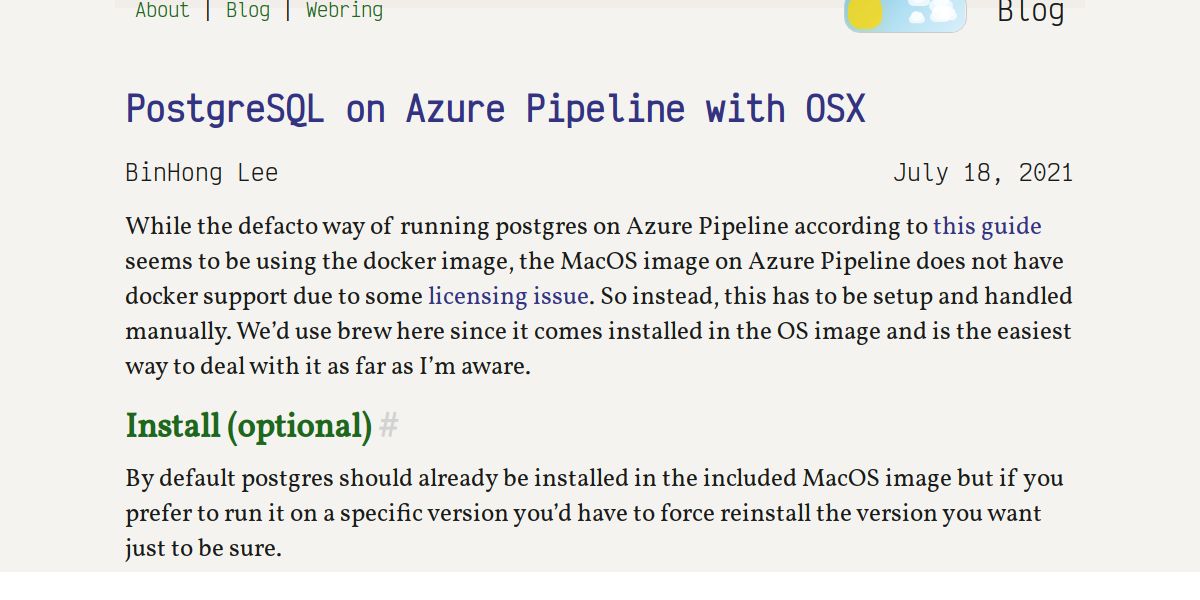 About | Blog | Webring
Blog
PostgreSQL on Azure Pipeline with OSX
BinHong Lee
July 18, 2021
While the defacto way of running postgres on Azure Pipeline according to this guide
seems to be using the docker image, the MacOS image on Azure Pipeline does not have
docker support due to some licensing issue. So instead, this has to be setup and handled
manually. We’d use brew here since it comes installed in the OS image and is the easiest
way to deal with it as far as I’m aware.
Install (optional) #
By default postgres should already be installed in the included MacOS image but if you
prefer to run it on a specific version you’d have to force reinstall the version you want
just to be sure.